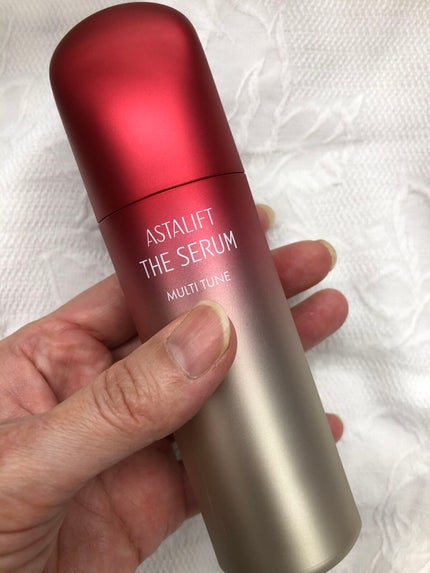 ASTALIFT
THE SERUM
MULTI TUNE